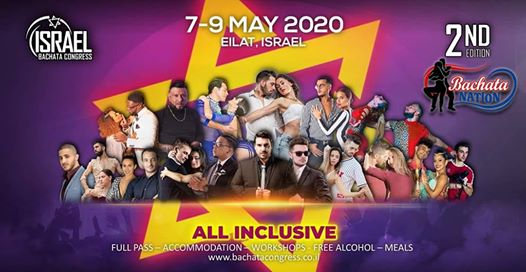 ISRAEL
BACHATA CONGRESS
7-9 MAY 2020
EILAT, ISRAEL
2ND
EDITION
Bachata
NATION
ALL INCLUSIVE
FULL PASS – ACCOMMODATION – WORKSHOPS - FREE ALCOHOL – MEALS
www.bachatacongress.co.il